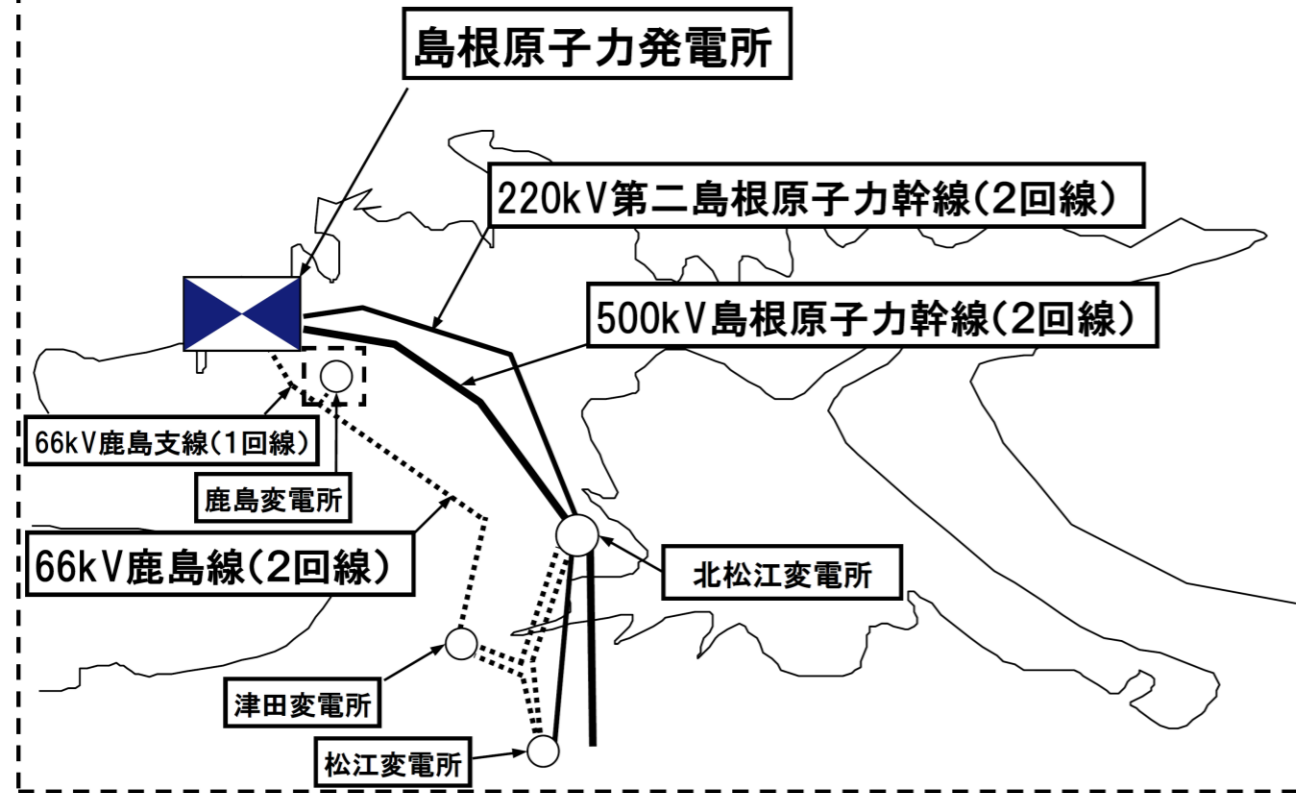 島根原子力発電所
220kV第二島根原子力幹線(2回線)
500kV島根原子力幹線(2回線)
66kV鹿島支線(1回線)
鹿島変電所
66kV鹿島線(2回線)
北松江変電所
津田変電所
松江変電所